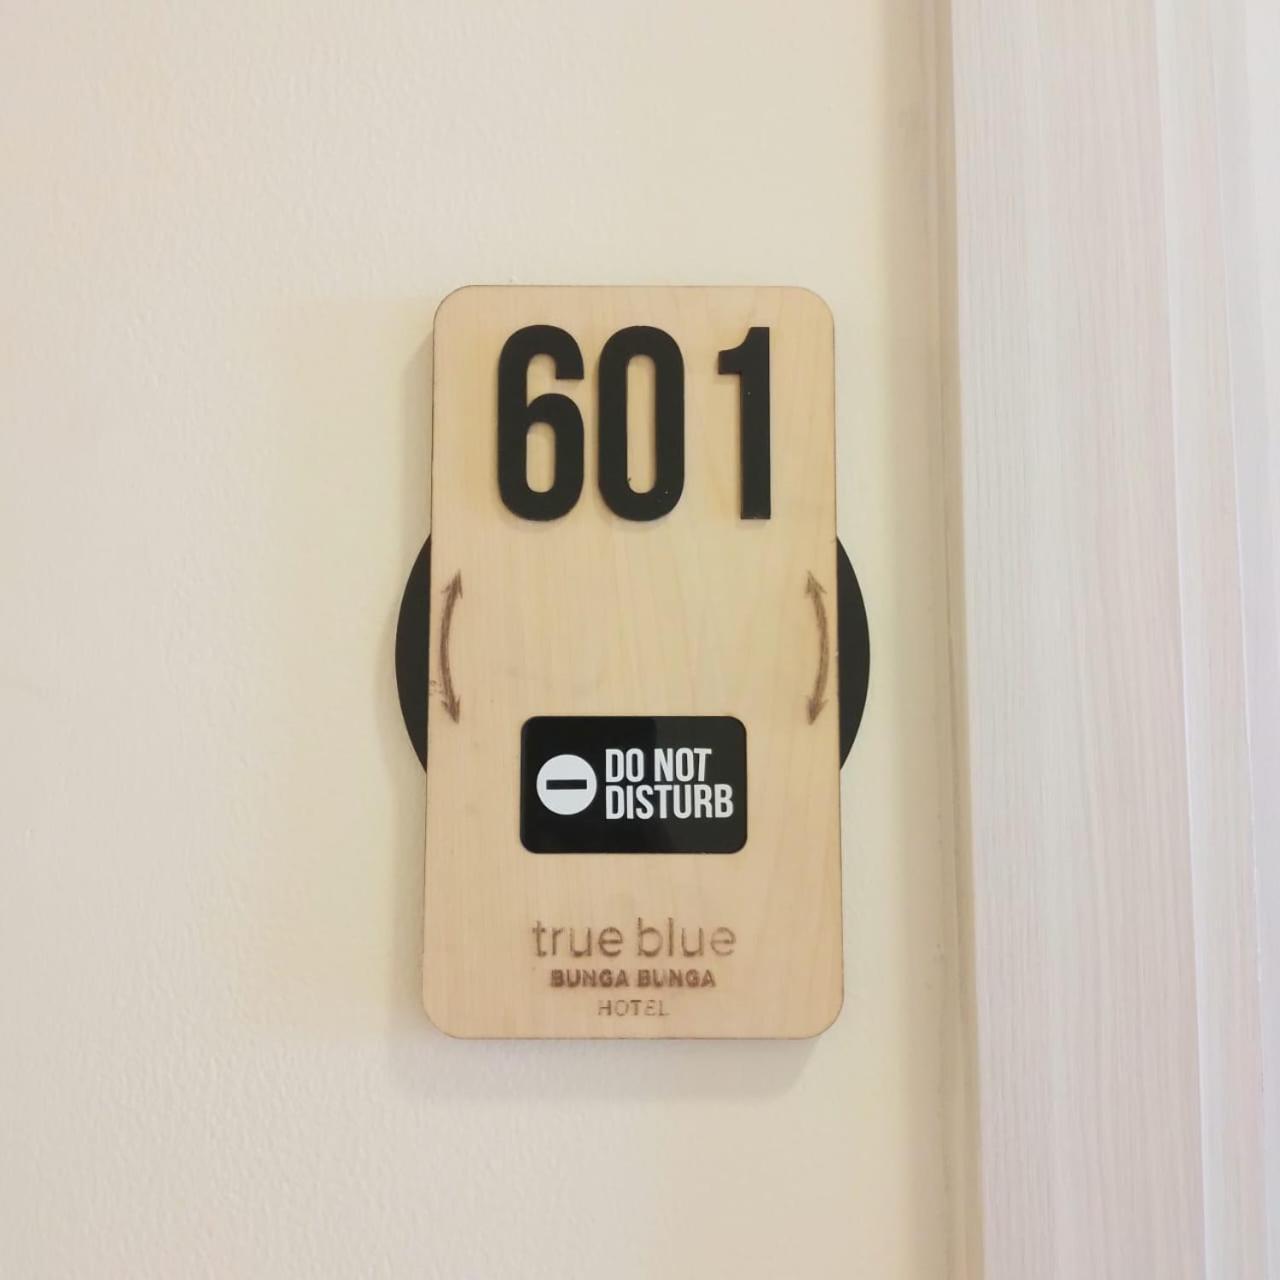 601
DO NOT
DISTURB
true blue
BUNGA BUNGA
HOTEL